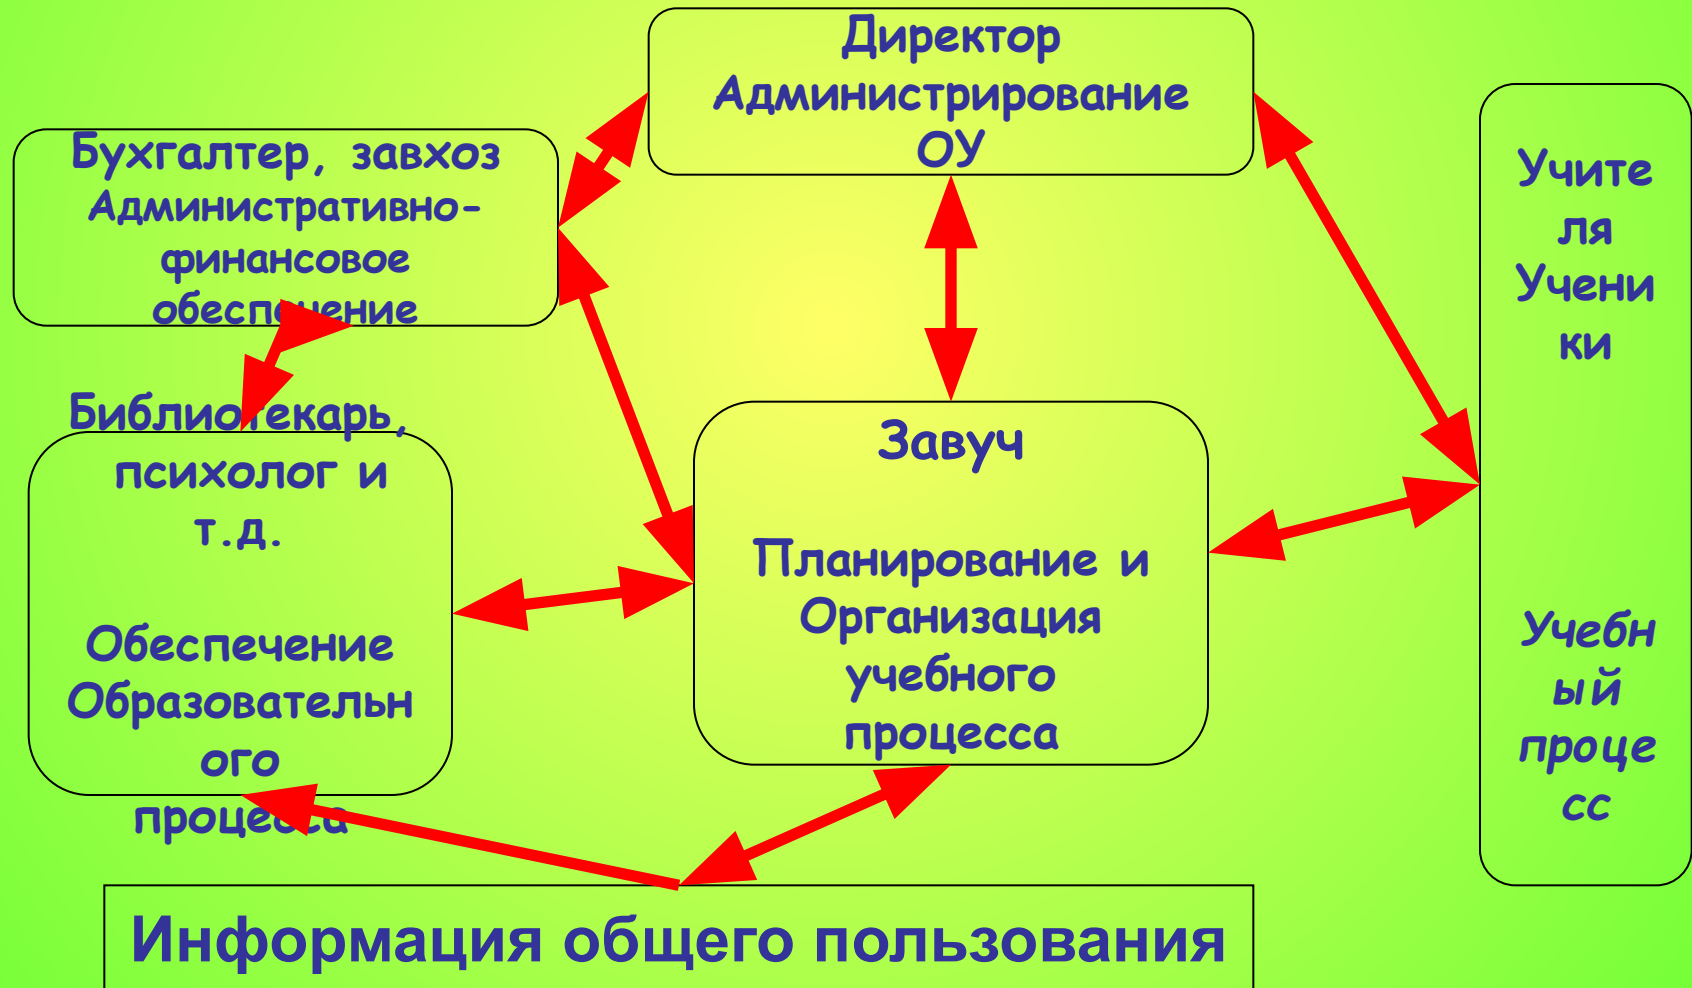 Директор
Администрирование
ОУ
Бухгалтер, завхоз
Административно-
финансовое
обеспечение
Учите
ля
Учени
ки
Учебн
ый
проце
сс
Библиотекарь,
психолог и
т.д.
Обеспечение
Образовательн
ого
процесса
Завуч
Планирование и
Организация
учебного
процесса
Информация общего пользования